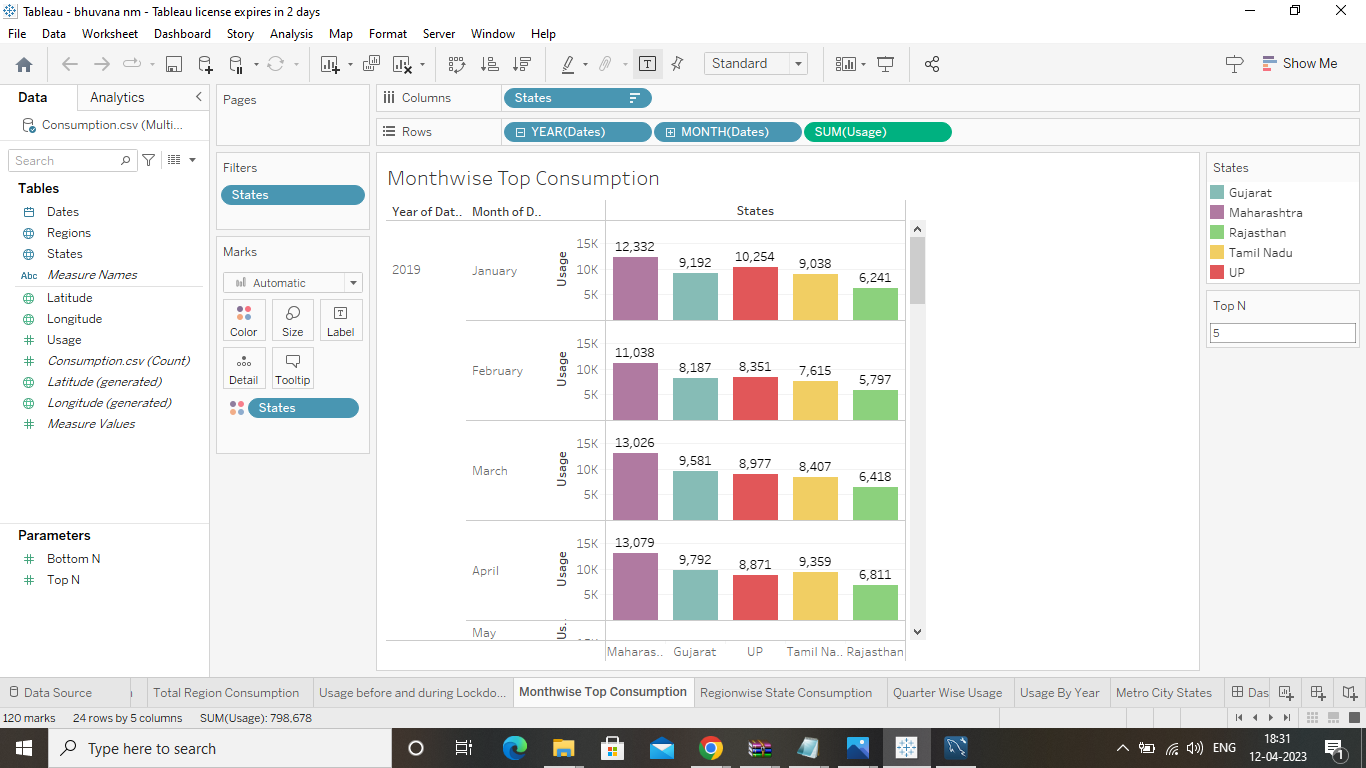 Tableau - bhuvana nm - Tableau license expires in 2 days
File Data Worksheet Dashboard Story Analysis Map Format Server Window Help
Standard
Show Me
Data Analytics
Consumption.csv (Multi...
Search
Tables
Dates
Regions
States
Abc Measure Names
Latitude
Longitude
Usage
Consumption.csv (Count)
Latitude (generated)
Longitude (generated)
Measure Values
Parameters
Bottom N
Top N
Pages
Filters
States
Marks
Automatic
Color Size Label
Detail Tooltip
States
Columns States
Rows YEAR(Dates) MONTH(Dates) SUM(Usage)
Monthwise Top Consumption
Year of Dat.. Month of D.. States
2019
January
Usage
15K
10K
5K
12,332 9,192 10,254 9,038 6,241
February
Usage
15K
10K
5K
11,038 8,187 8,351 7,615 5,797
March
Usage
15K
10K
5K
13,026 9,581 8,977 8,407 6,418
April
Usage
15K
10K
5K
13,079 9,792 8,871 9,359 6,811
May
Us..
Maharas.. Gujarat UP Tamil Na.. Rajasthan
States
Gujarat
Maharashtra
Rajasthan
Tamil Nadu
UP
Top N
5
Data Source Total Region Consumption Usage before and during Lockdo... Monthwise Top Consumption Regionwise State Consumption Quarter Wise Usage Usage By Year Metro City States Das
120 marks 24 rows by 5 columns SUM(Usage): 798,678
Type here to search
ENG
18:31
12-04-2023
1